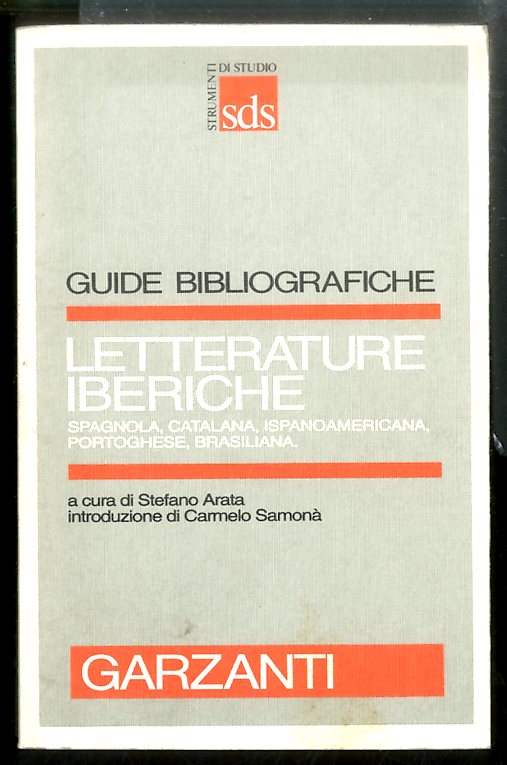 STRUMENTI DI STUDIO
sds
GUIDE BIBLIOGRAFICHE
LETTERATURE
IBERICHE
SPAGNOLA, CATALANA, ISPANOAMERICANA,
PORTOGHESE, BRASILIANA.
a cura di Stefano Arata
introduzione di Carmelo Samonà
GARZANTI